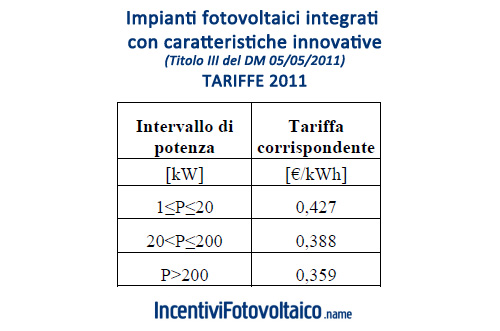 Impianti fotovoltaici integrati
con caratteristiche innovative
(Titolo III del DM 05/05/2011)
TARIFFE 2011
Intervallo di potenza Tariffa corrispondente
[kW] [€/kWh]
1≤P≤20 0,427
20<P≤200 0,388
P>200 0,359
IncentiviFotovoltaico.name